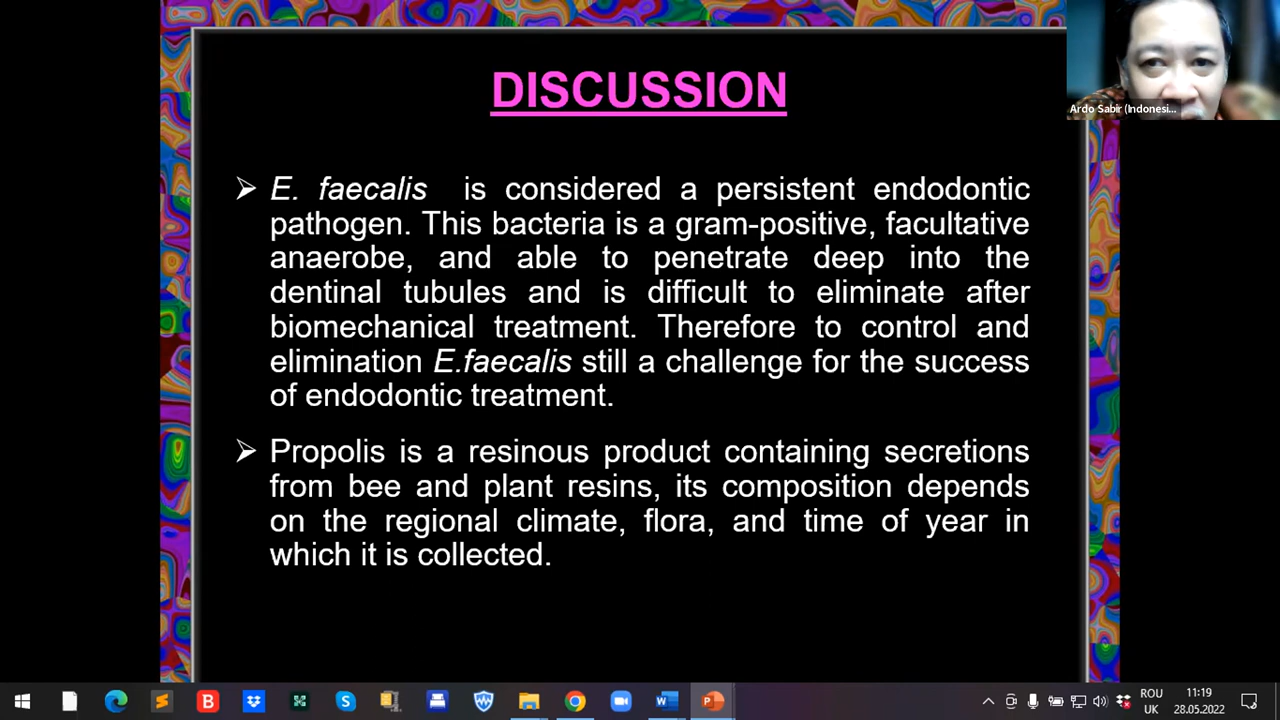 DISCUSSION
Ardo Sabir (Indonesi...
➢ E. faecalis is considered a persistent endodontic
pathogen. This bacteria is a gram-positive, facultative
anaerobe, and able to penetrate deep into the
dentinal tubules and is difficult to eliminate after
biomechanical treatment. Therefore to control and
elimination E.faecalis still a challenge for the success
of endodontic treatment.
➢ Propolis is a resinous product containing secretions
from bee and plant resins, its composition depends
on the regional climate, flora, and time of year in
which it is collected.
ROU
UK
11:19
28.05.2022